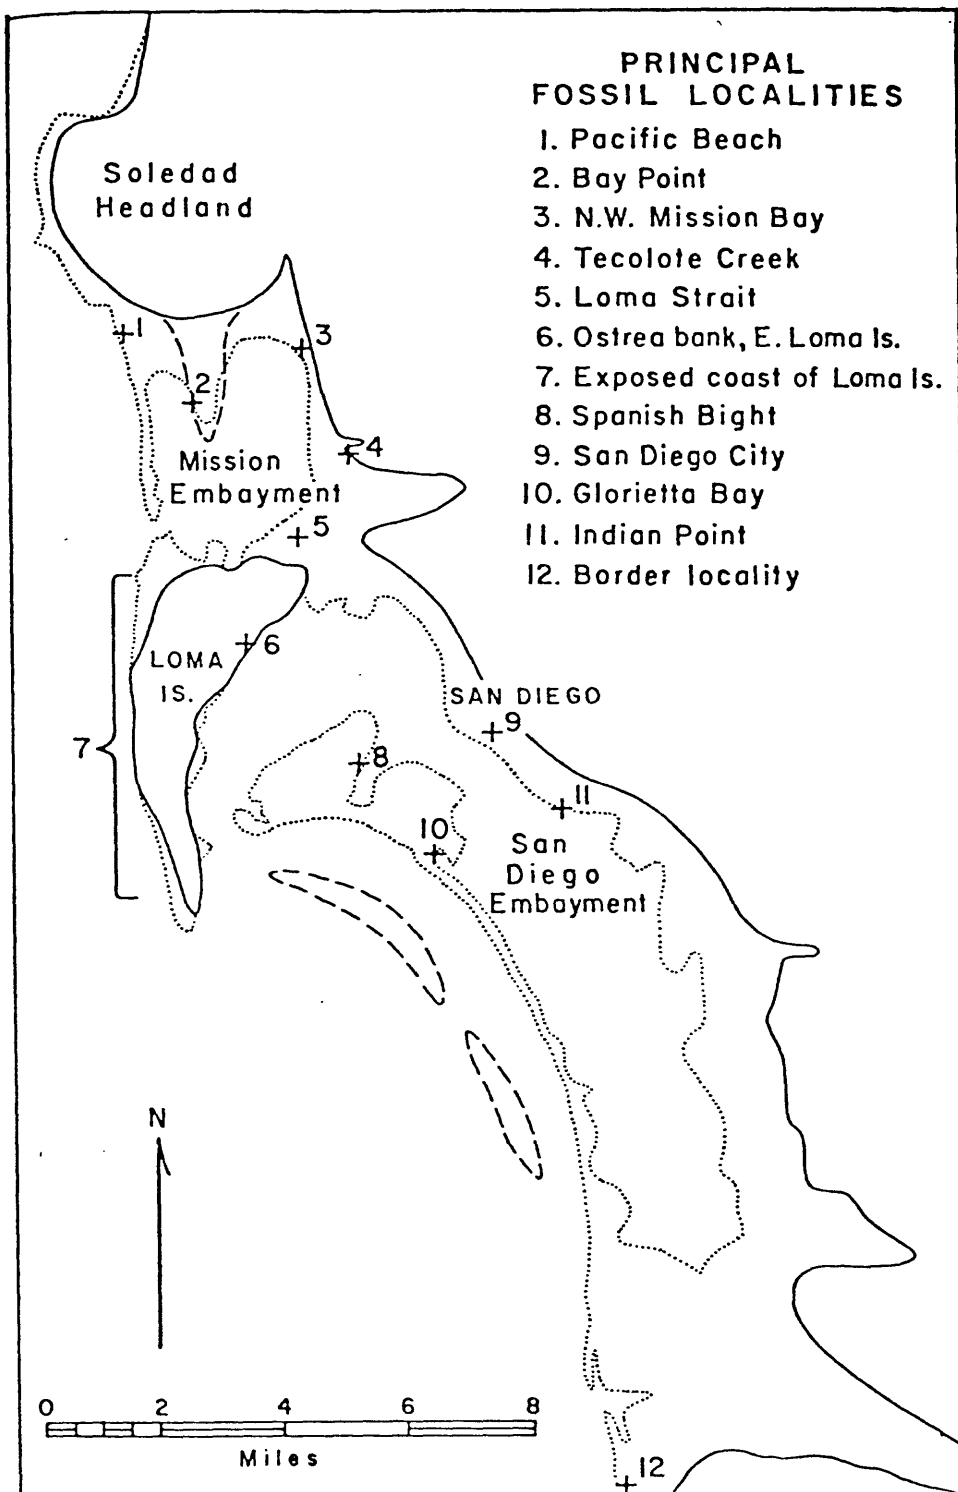 PRINCIPAL
FOSSIL LOCALITIES
1. Pacific Beach
2. Bay Point
3. N.W. Mission Bay
4. Tecolote Creek
5. Loma Strait
6. Ostrea bank, E. Loma Is.
7. Exposed coast of Loma Is.
8. Spanish Bight
9. San Diego City
10. Glorietta Bay
11. Indian Point
12. Border locality
Soledad
Headland
1
3
2
4
Mission
Embayment
5
6
LOMA
IS.
SAN DIEGO
9
7
8
11
10
San
Diego
Embayment
N
0 2 4 6 8
Miles
12